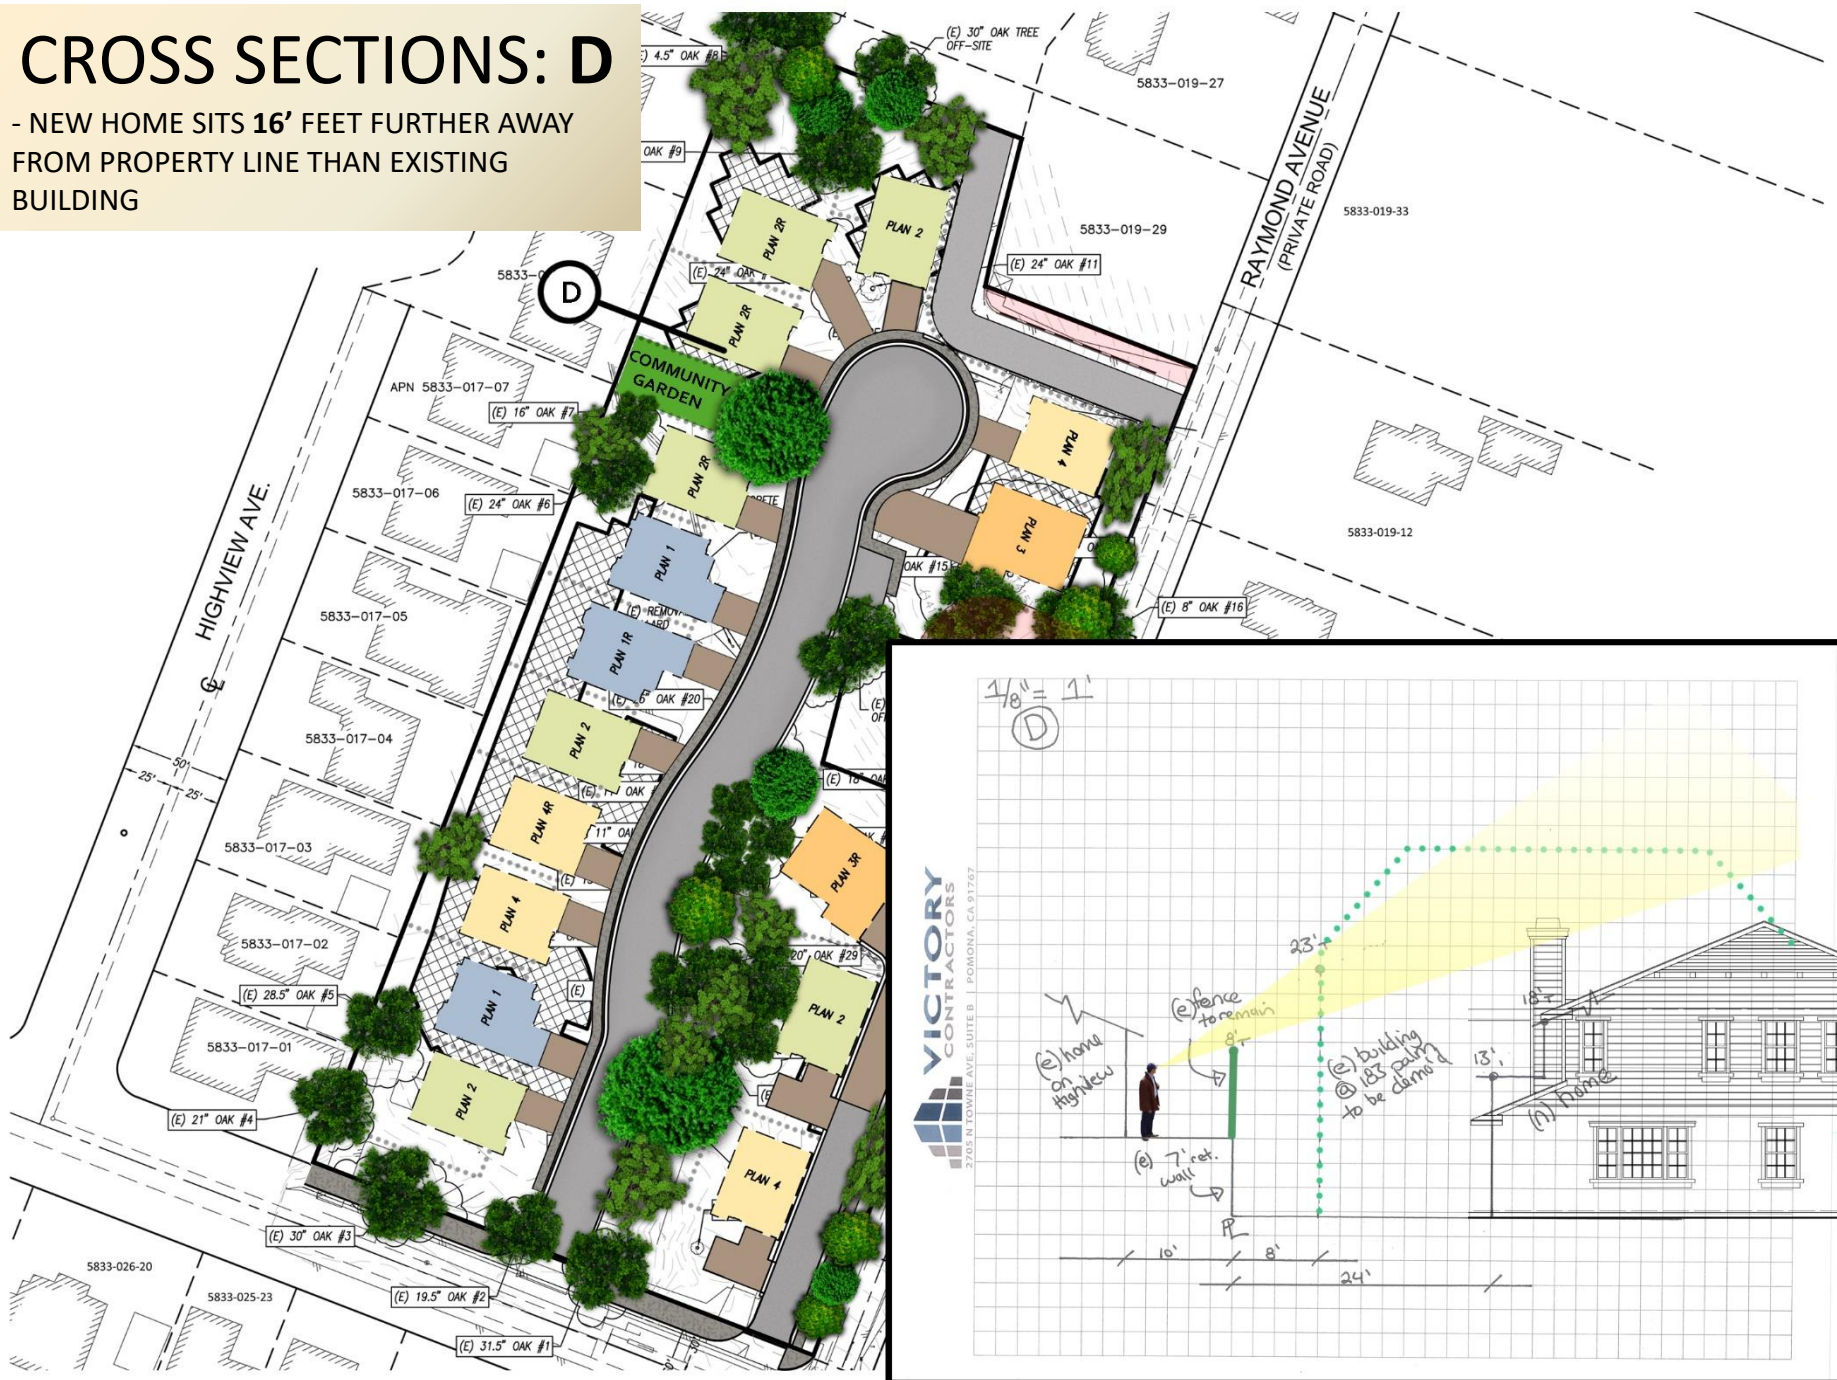 CROSS SECTIONS: D
- NEW HOME SITS 16’ FEET FURTHER AWAY
FROM PROPERTY LINE THAN EXISTING
BUILDING
(E) 30" OAK TREE
OFF-SITE
4.5" OAK #8
OAK #9
5833-019-27
5833-019-33
5833-019-29
RAYMOND AVENUE
(PRIVATE ROAD)
(E) 24" OAK #11
PLAN 2R
PLAN 2
(E) 24" OAK
D
PLAN 2R
COMMUNITY
GARDEN
APN 5833-017-07
(E) 16" OAK #7
PLAN 2R
PLAN 4
5833-017-06
(E) 24" OAK #6
PLAN 3
5833-019-12
PLAN 1
OAK #15
(E) 8" OAK #16
HIGHVIEW AVE.
5833-017-05
PLAN 1R
OAK #20
5833-017-04
PLAN 2
50'
25'
25'
PLAN 4R
11" OAK
5833-017-03
PLAN 3R
PLAN 4
5833-017-02
20" OAK #29
(E) 28.5" OAK #5
PLAN 1
PLAN 2
5833-017-01
(E) 21" OAK #4
PLAN 2
PLAN 4
(E) 30" OAK #3
5833-026-20
5833-025-23
(E) 19.5" OAK #2
(E) 31.5" OAK #1
1/8" = 1'
D
VICTORY
CONTRACTORS
2705 N TOWNE AVE, SUITE B | POMONA, CA 91767
23'
18'
(e) fence
to remain
8'
13'
(e) home
on
Highview
(e) building
@ 183 palm
to be demo'd
(n) home
(e) 7' ret.
wall
PL
10'
8'
24'